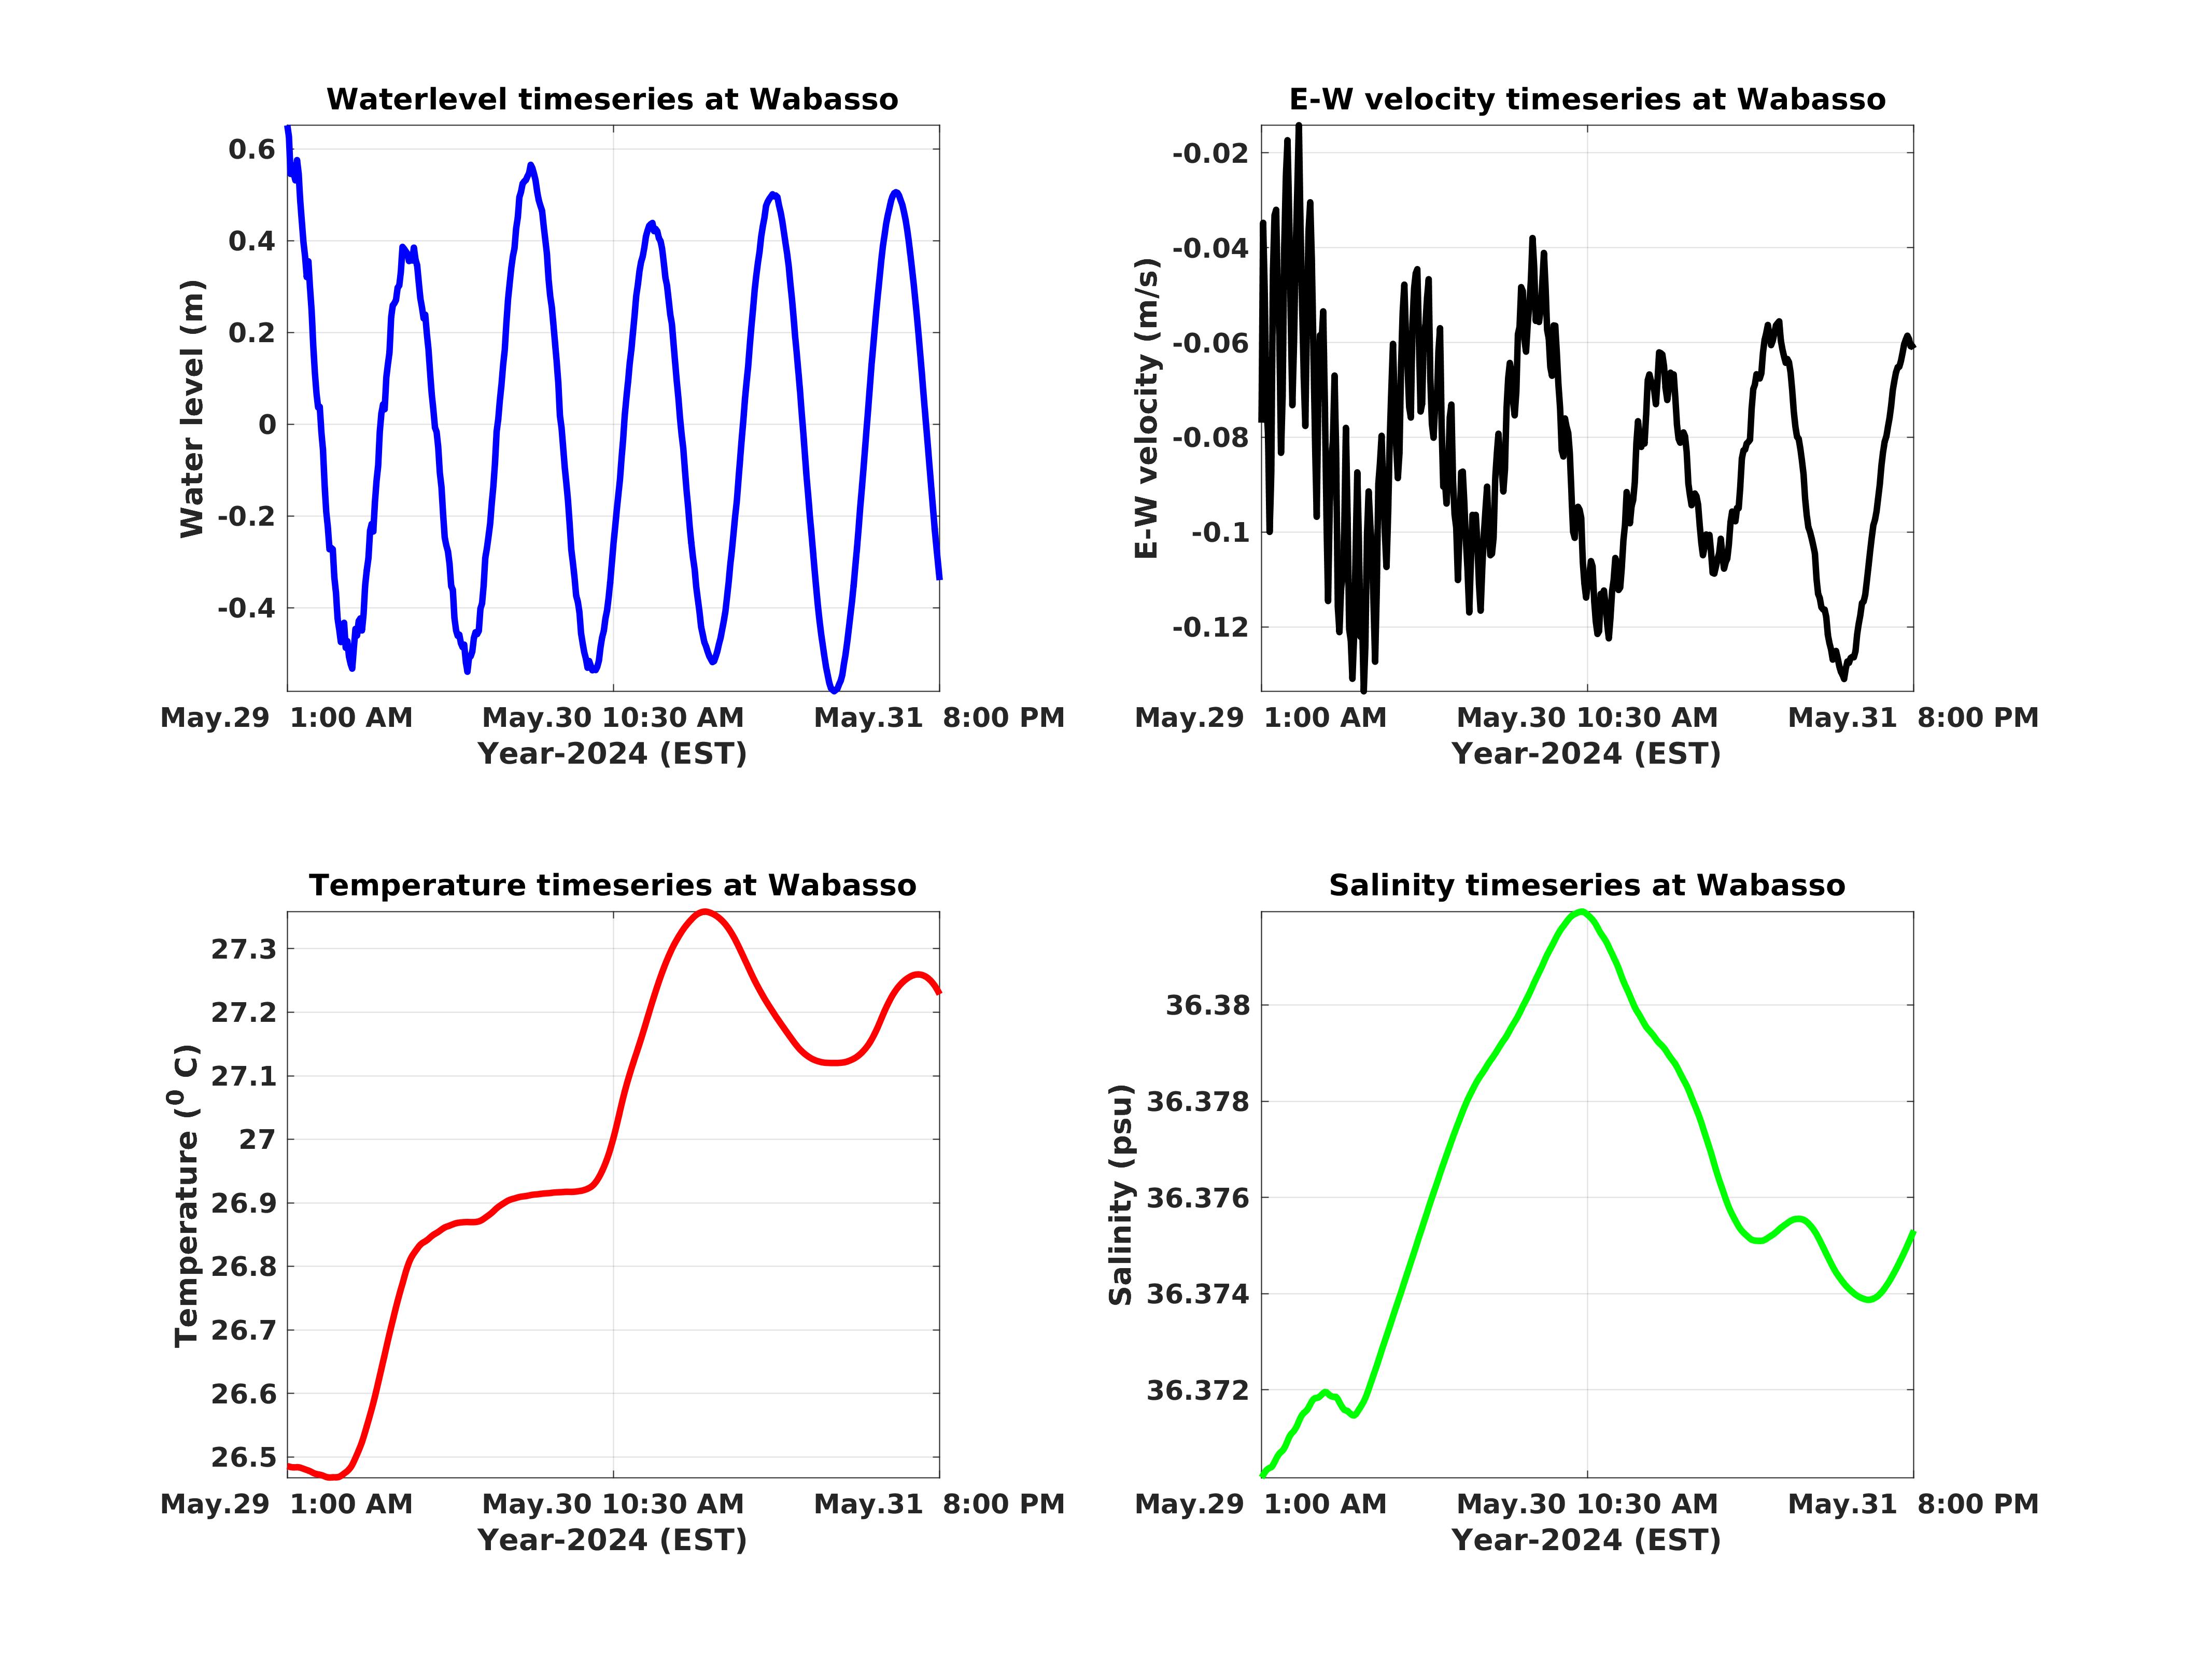 Waterlevel timeseries at Wabasso
0.6
0.4
0.2
0
-0.2
-0.4
Water level (m)
May.29 1:00 AM May.30 10:30 AM May.31 8:00 PM
Year-2024 (EST)
E-W velocity timeseries at Wabasso
-0.02
-0.04
-0.06
-0.08
-0.1
-0.12
E-W velocity (m/s)
May.29 1:00 AM May.30 10:30 AM May.31 8:00 PM
Year-2024 (EST)
Temperature timeseries at Wabasso
27.3
27.2
27.1
27
26.9
26.8
26.7
26.6
26.5
Temperature (⁰ C)
May.29 1:00 AM May.30 10:30 AM May.31 8:00 PM
Year-2024 (EST)
Salinity timeseries at Wabasso
36.38
36.378
36.376
36.374
36.372
Salinity (psu)
May.29 1:00 AM May.30 10:30 AM May.31 8:00 PM
Year-2024 (EST)